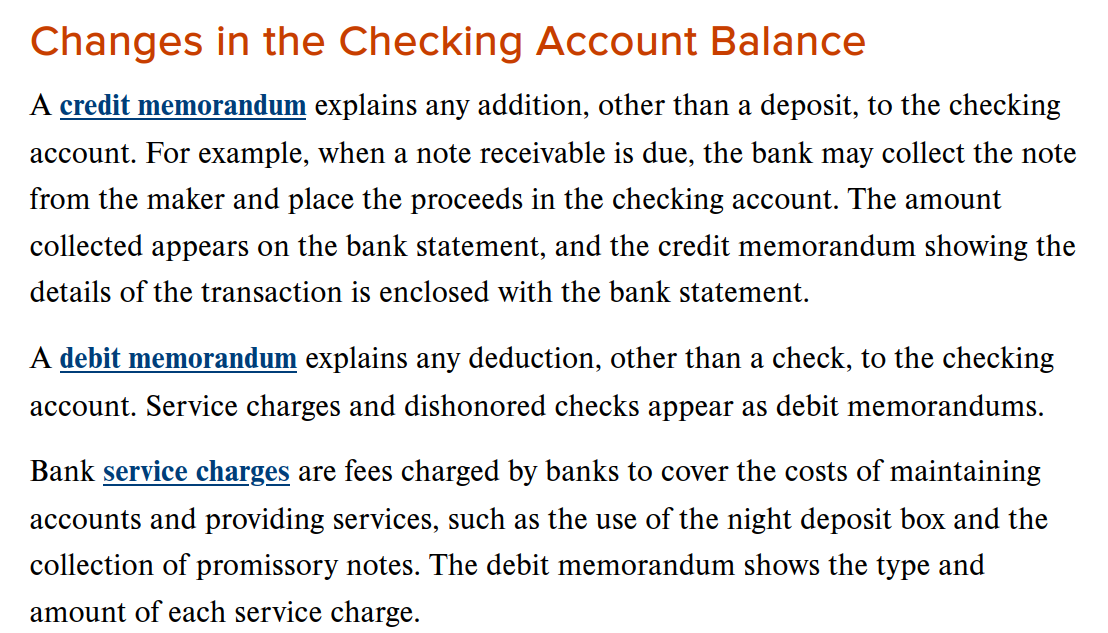 Changes in the Checking Account Balance
A credit memorandum explains any addition, other than a deposit, to the checking
account. For example, when a note receivable is due, the bank may collect the note
from the maker and place the proceeds in the checking account. The amount
collected appears on the bank statement, and the credit memorandum showing the
details of the transaction is enclosed with the bank statement.
A debit memorandum explains any deduction, other than a check, to the checking
account. Service charges and dishonored checks appear as debit memorandums.
Bank service charges are fees charged by banks to cover the costs of maintaining
accounts and providing services, such as the use of the night deposit box and the
collection of promissory notes. The debit memorandum shows the type and
amount of each service charge.